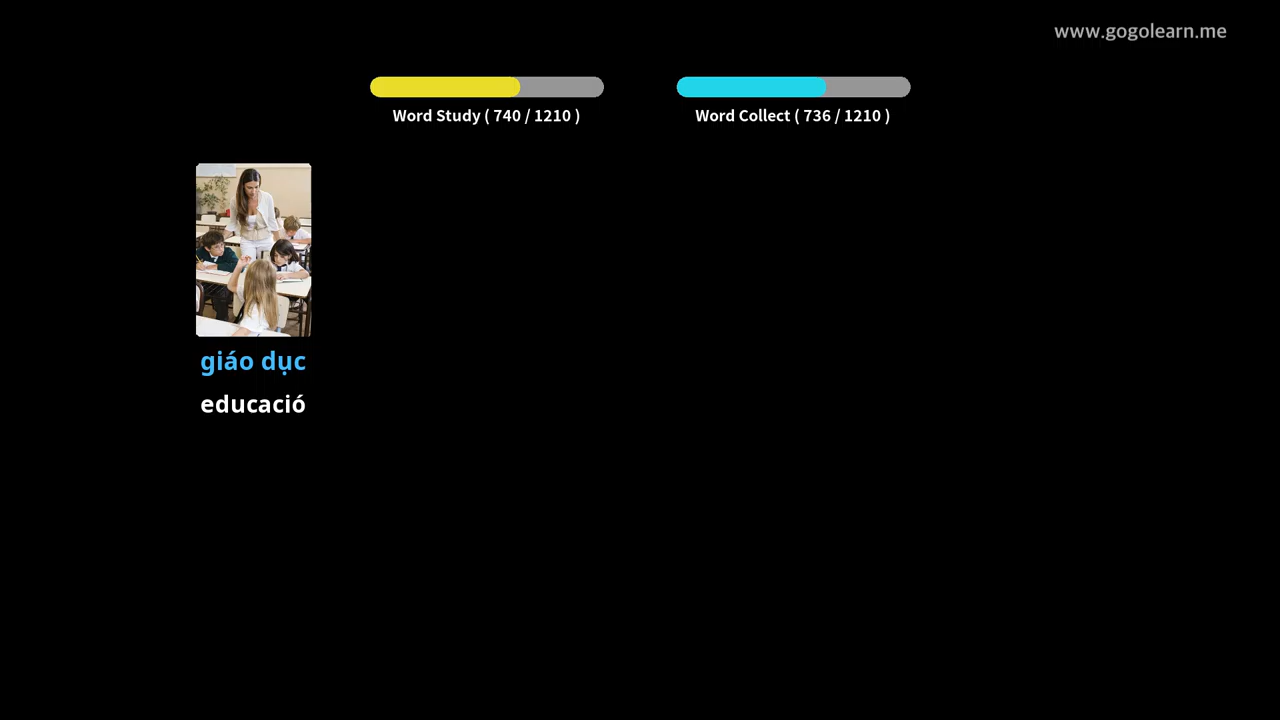 www.gogolearn.me
Word Study ( 740 / 1210 )
Word Collect ( 736 / 1210 )
giáo dục
educació